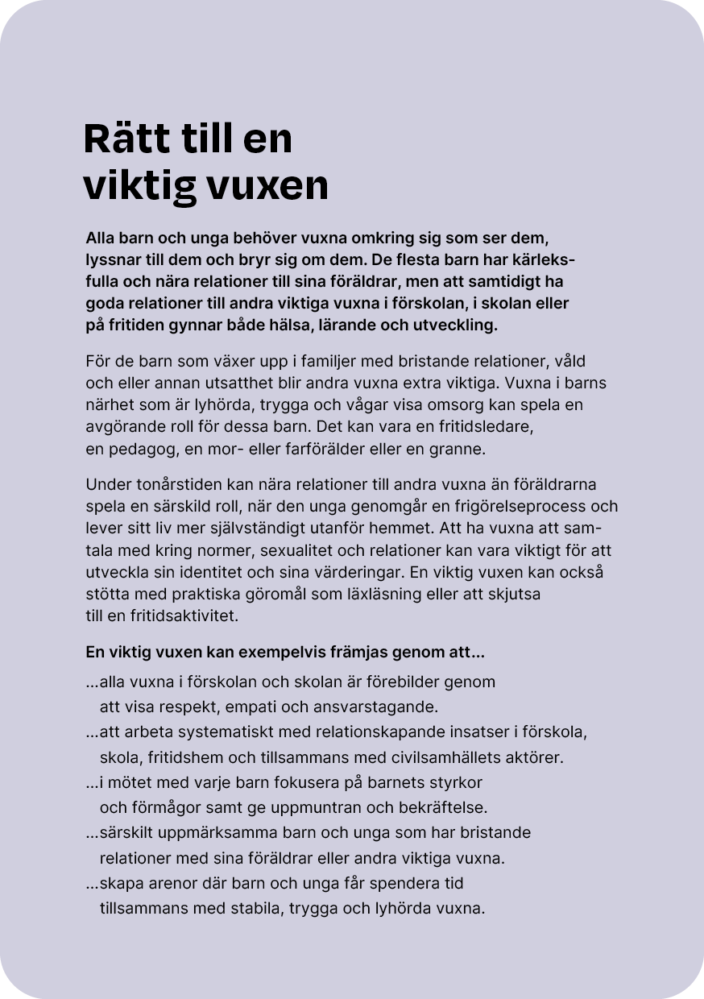 Rätt till en
viktig vuxen
Alla barn och unga behöver vuxna omkring sig som ser dem,
lyssnar till dem och bryr sig om dem. De flesta barn har kärleks-
fulla och nära relationer till sina föräldrar, men att samtidigt ha
goda relationer till andra viktiga vuxna i förskolan, i skolan eller
på fritiden gynnar både hälsa, lärande och utveckling.
För de barn som växer upp i familjer med bristande relationer, våld
och eller annan utsatthet blir andra vuxna extra viktiga. Vuxna i barns
närhet som är lyhörda, trygga och vågar visa omsorg kan spela en
avgörande roll för dessa barn. Det kan vara en fritidsledare,
en pedagog, en mor- eller farförälder eller en granne.
Under tonårstiden kan nära relationer till andra vuxna än föräldrarna
spela en särskild roll, när den unga genomgår en frigörelseprocess och
lever sitt liv mer självständigt utanför hemmet. Att ha vuxna att sam-
tala med kring normer, sexualitet och relationer kan vara viktigt för att
utveckla sin identitet och sina värderingar. En viktig vuxen kan också
stötta med praktiska göromål som läxläsning eller att skjutsa
till en fritidsaktivitet.
En viktig vuxen kan exempelvis främjas genom att...
...alla vuxna i förskolan och skolan är förebilder genom
att visa respekt, empati och ansvarstagande.
...att arbeta systematiskt med relationskapande insatser i förskola,
skola, fritidshem och tillsammans med civilsamhällets aktörer.
...i mötet med varje barn fokusera på barnets styrkor
och förmågor samt ge uppmuntran och bekräftelse.
...särskilt uppmärksamma barn och unga som har bristande
relationer med sina föräldrar eller andra viktiga vuxna.
...skapa arenor där barn och unga får spendera tid
tillsammans med stabila, trygga och lyhörda vuxna.